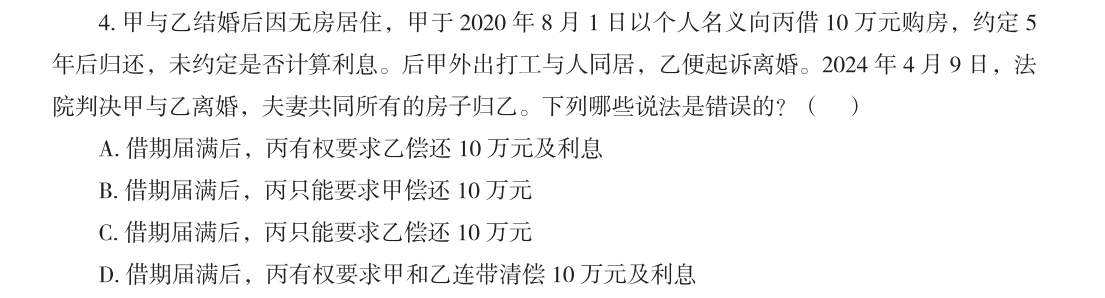 4. 甲与乙结婚后因无房居住，甲于 2020 年 8 月 1 日以个人名义向丙借 10 万元购房，约定 5
年后归还，未约定是否计算利息。后甲外出打工与人同居，乙便起诉离婚。2024 年 4 月 9 日，法
院判决甲与乙离婚，夫妻共同所有的房子归乙。下列哪些说法是错误的？（　）
A. 借期届满后，丙有权要求乙偿还 10 万元及利息
B. 借期届满后，丙只能要求甲偿还 10 万元
C. 借期届满后，丙只能要求乙偿还 10 万元
D. 借期届满后，丙有权要求甲和乙连带清偿 10 万元及利息